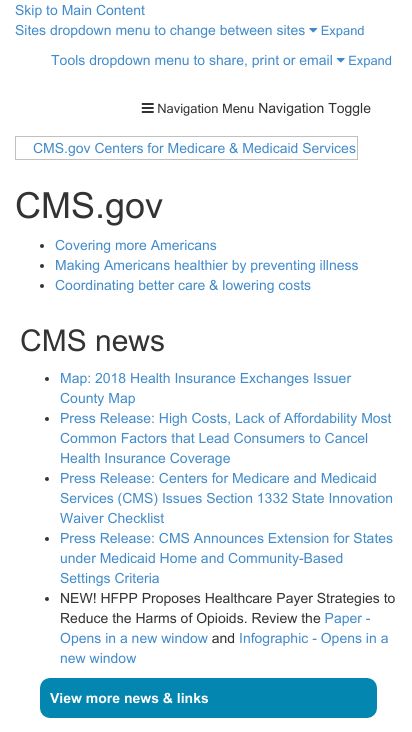 Skip to Main Content
Sites dropdown menu to change between sites Expand
Tools dropdown menu to share, print or email Expand
Navigation Menu Navigation Toggle
CMS.gov Centers for Medicare & Medicaid Services
CMS.gov
• Covering more Americans
• Making Americans healthier by preventing illness
• Coordinating better care & lowering costs
CMS news
• Map: 2018 Health Insurance Exchanges Issuer
County Map
• Press Release: High Costs, Lack of Affordability Most
Common Factors that Lead Consumers to Cancel
Health Insurance Coverage
• Press Release: Centers for Medicare and Medicaid
Services (CMS) Issues Section 1332 State Innovation
Waiver Checklist
• Press Release: CMS Announces Extension for States
under Medicaid Home and Community-Based
Settings Criteria
• NEW! HFPP Proposes Healthcare Payer Strategies to
Reduce the Harms of Opioids. Review the Paper -
Opens in a new window and Infographic - Opens in a
new window
View more news & links